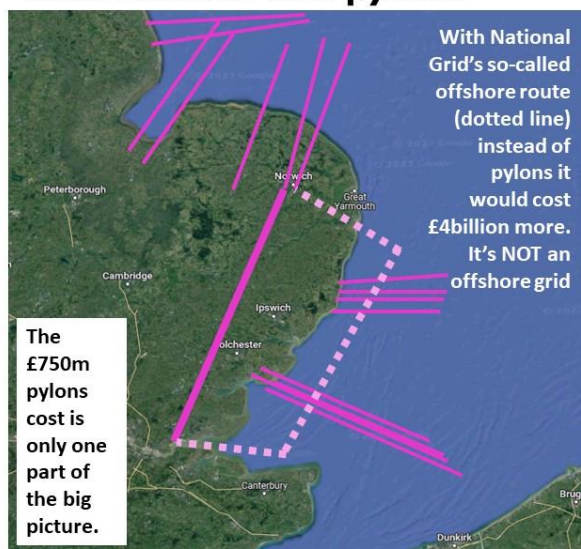 With National
Grid's so-called
offshore route
(dotted line)
instead of
pylons it
would cost
£4billion more.
It's NOT an
offshore grid
Norwich
Peterborough
Great
Yarmouth
Cambridge
Ipswich
The
£750m
pylons
cost is
only one
part of
the big
picture.
Canterbury
Dunkirk